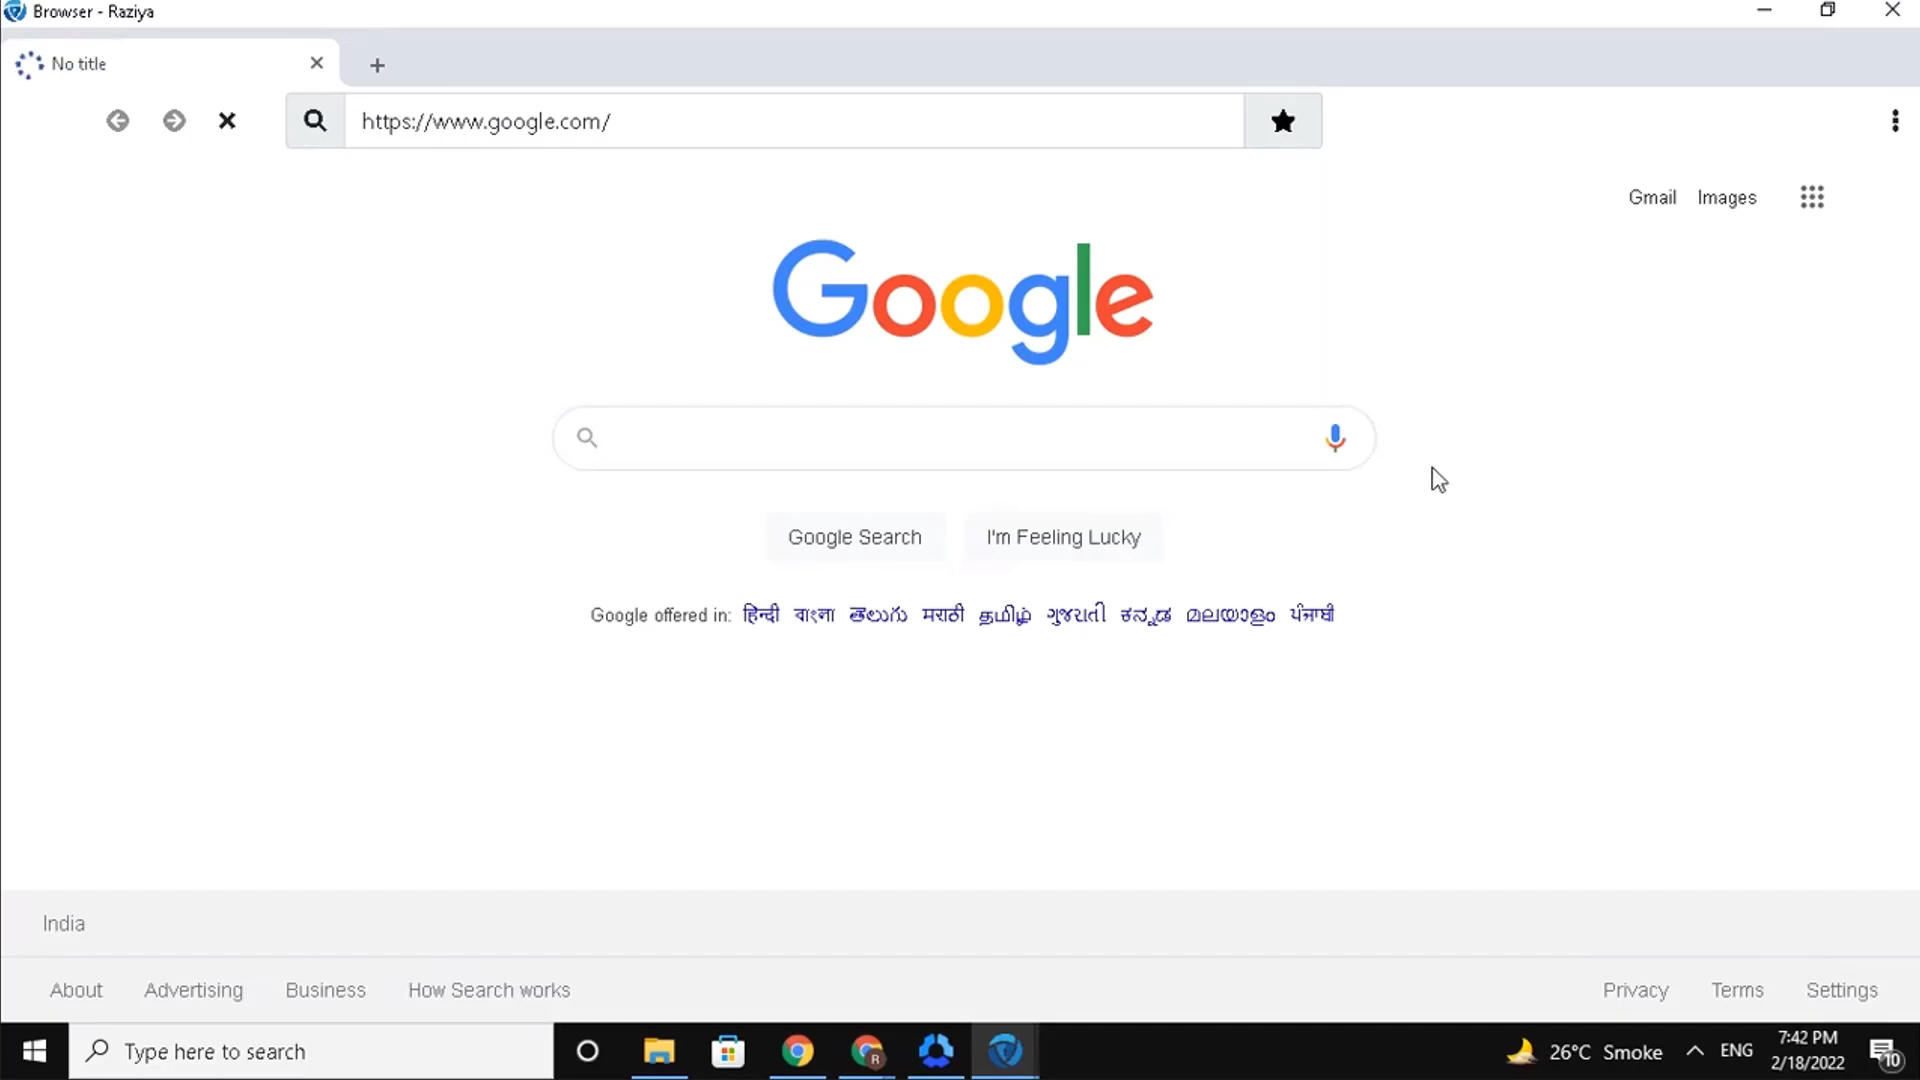 Browser - Raziya
No title
https://www.google.com/
Gmail Images
Google
Google Search I'm Feeling Lucky
Google offered in: हिन्दी বাংলা తెలుగు मराठी தமிழ் ગુજરાતી ಕನ್ನಡ മലയാളം ਪੰਜਾਬੀ
India
About Advertising Business How Search works Privacy Terms Settings
Type here to search R 26°C Smoke ENG 7:42 PM
2/18/2022 10